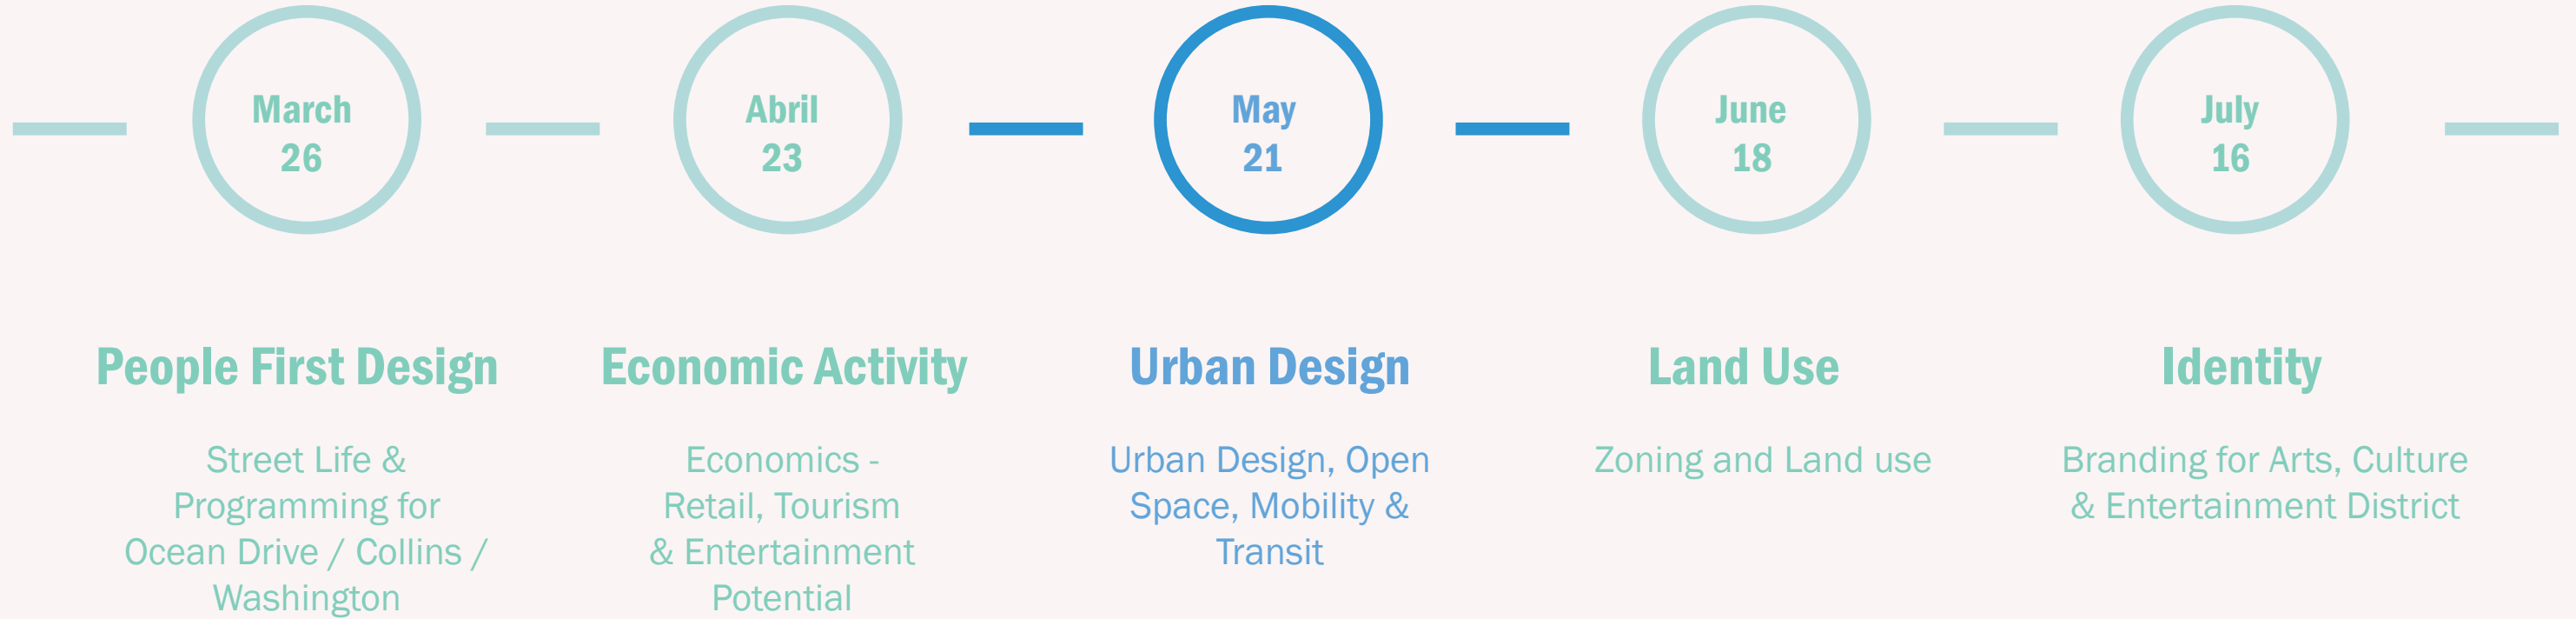 March
26
Abril
23
May
21
June
18
July
16
People First Design
Economic Activity
Urban Design
Land Use
Identity
Street Life &
Programming for
Ocean Drive / Collins /
Washington
Economics -
Retail, Tourism
& Entertainment
Potential
Urban Design, Open
Space, Mobility &
Transit
Zoning and Land use
Branding for Arts, Culture
& Entertainment District